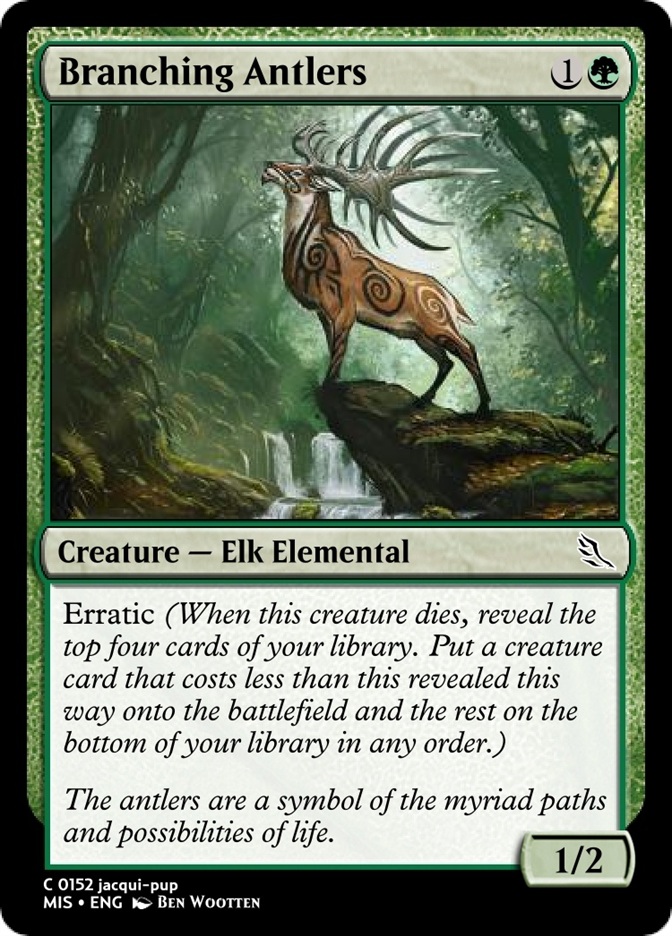 Branching Antlers 1
Creature — Elk Elemental
Erratic (When this creature dies, reveal the
top four cards of your library. Put a creature
card that costs less than this revealed this
way onto the battlefield and the rest on the
bottom of your library in any order.)
The antlers are a symbol of the myriad paths
and possibilities of life.
1/2
C 0152 jacqui-pup
MIS • ENG Ben Wootten